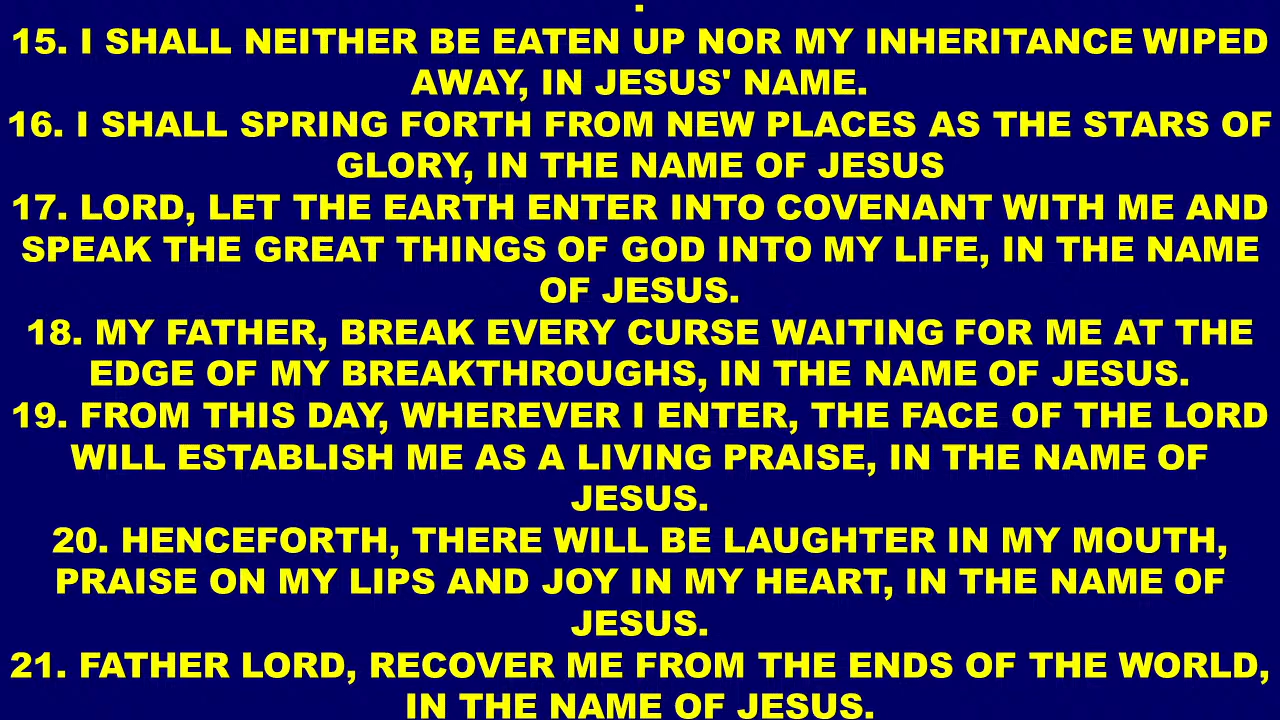 .
15. I SHALL NEITHER BE EATEN UP NOR MY INHERITANCE WIPED
AWAY, IN JESUS' NAME.
16. I SHALL SPRING FORTH FROM NEW PLACES AS THE STARS OF
GLORY, IN THE NAME OF JESUS
17. LORD, LET THE EARTH ENTER INTO COVENANT WITH ME AND
SPEAK THE GREAT THINGS OF GOD INTO MY LIFE, IN THE NAME
OF JESUS.
18. MY FATHER, BREAK EVERY CURSE WAITING FOR ME AT THE
EDGE OF MY BREAKTHROUGHS, IN THE NAME OF JESUS.
19. FROM THIS DAY, WHEREVER I ENTER, THE FACE OF THE LORD
WILL ESTABLISH ME AS A LIVING PRAISE, IN THE NAME OF
JESUS.
20. HENCEFORTH, THERE WILL BE LAUGHTER IN MY MOUTH,
PRAISE ON MY LIPS AND JOY IN MY HEART, IN THE NAME OF
JESUS.
21. FATHER LORD, RECOVER ME FROM THE ENDS OF THE WORLD,
IN THE NAME OF JESUS.